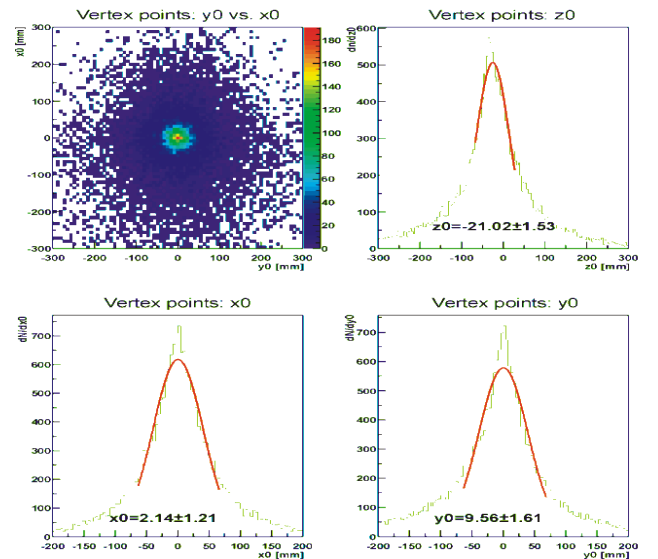 Vertex points: y0 vs. x0
x0 [mm]
300
200
100
0
-100
-200
-300
-300 -200 -100 0 100 200 300
y0 [mm]
180
160
140
120
100
80
60
40
20
0
Vertex points: z0
dn/dz0
600
500
400
300
200
100
0
z0=-21.02±1.53
-300 -200 -100 0 100 200 300
z0 [mm]
Vertex points: x0
dN/dx0
700
600
500
400
300
200
100
0
x0=2.14±1.21
-200 -150 -100 -50 0 50 100 150 200
x0 [mm]
Vertex points: y0
dN/dy0
700
600
500
400
300
200
100
0
y0=9.56±1.61
-200 -150 -100 -50 0 50 100 150 200
y0 [mm]